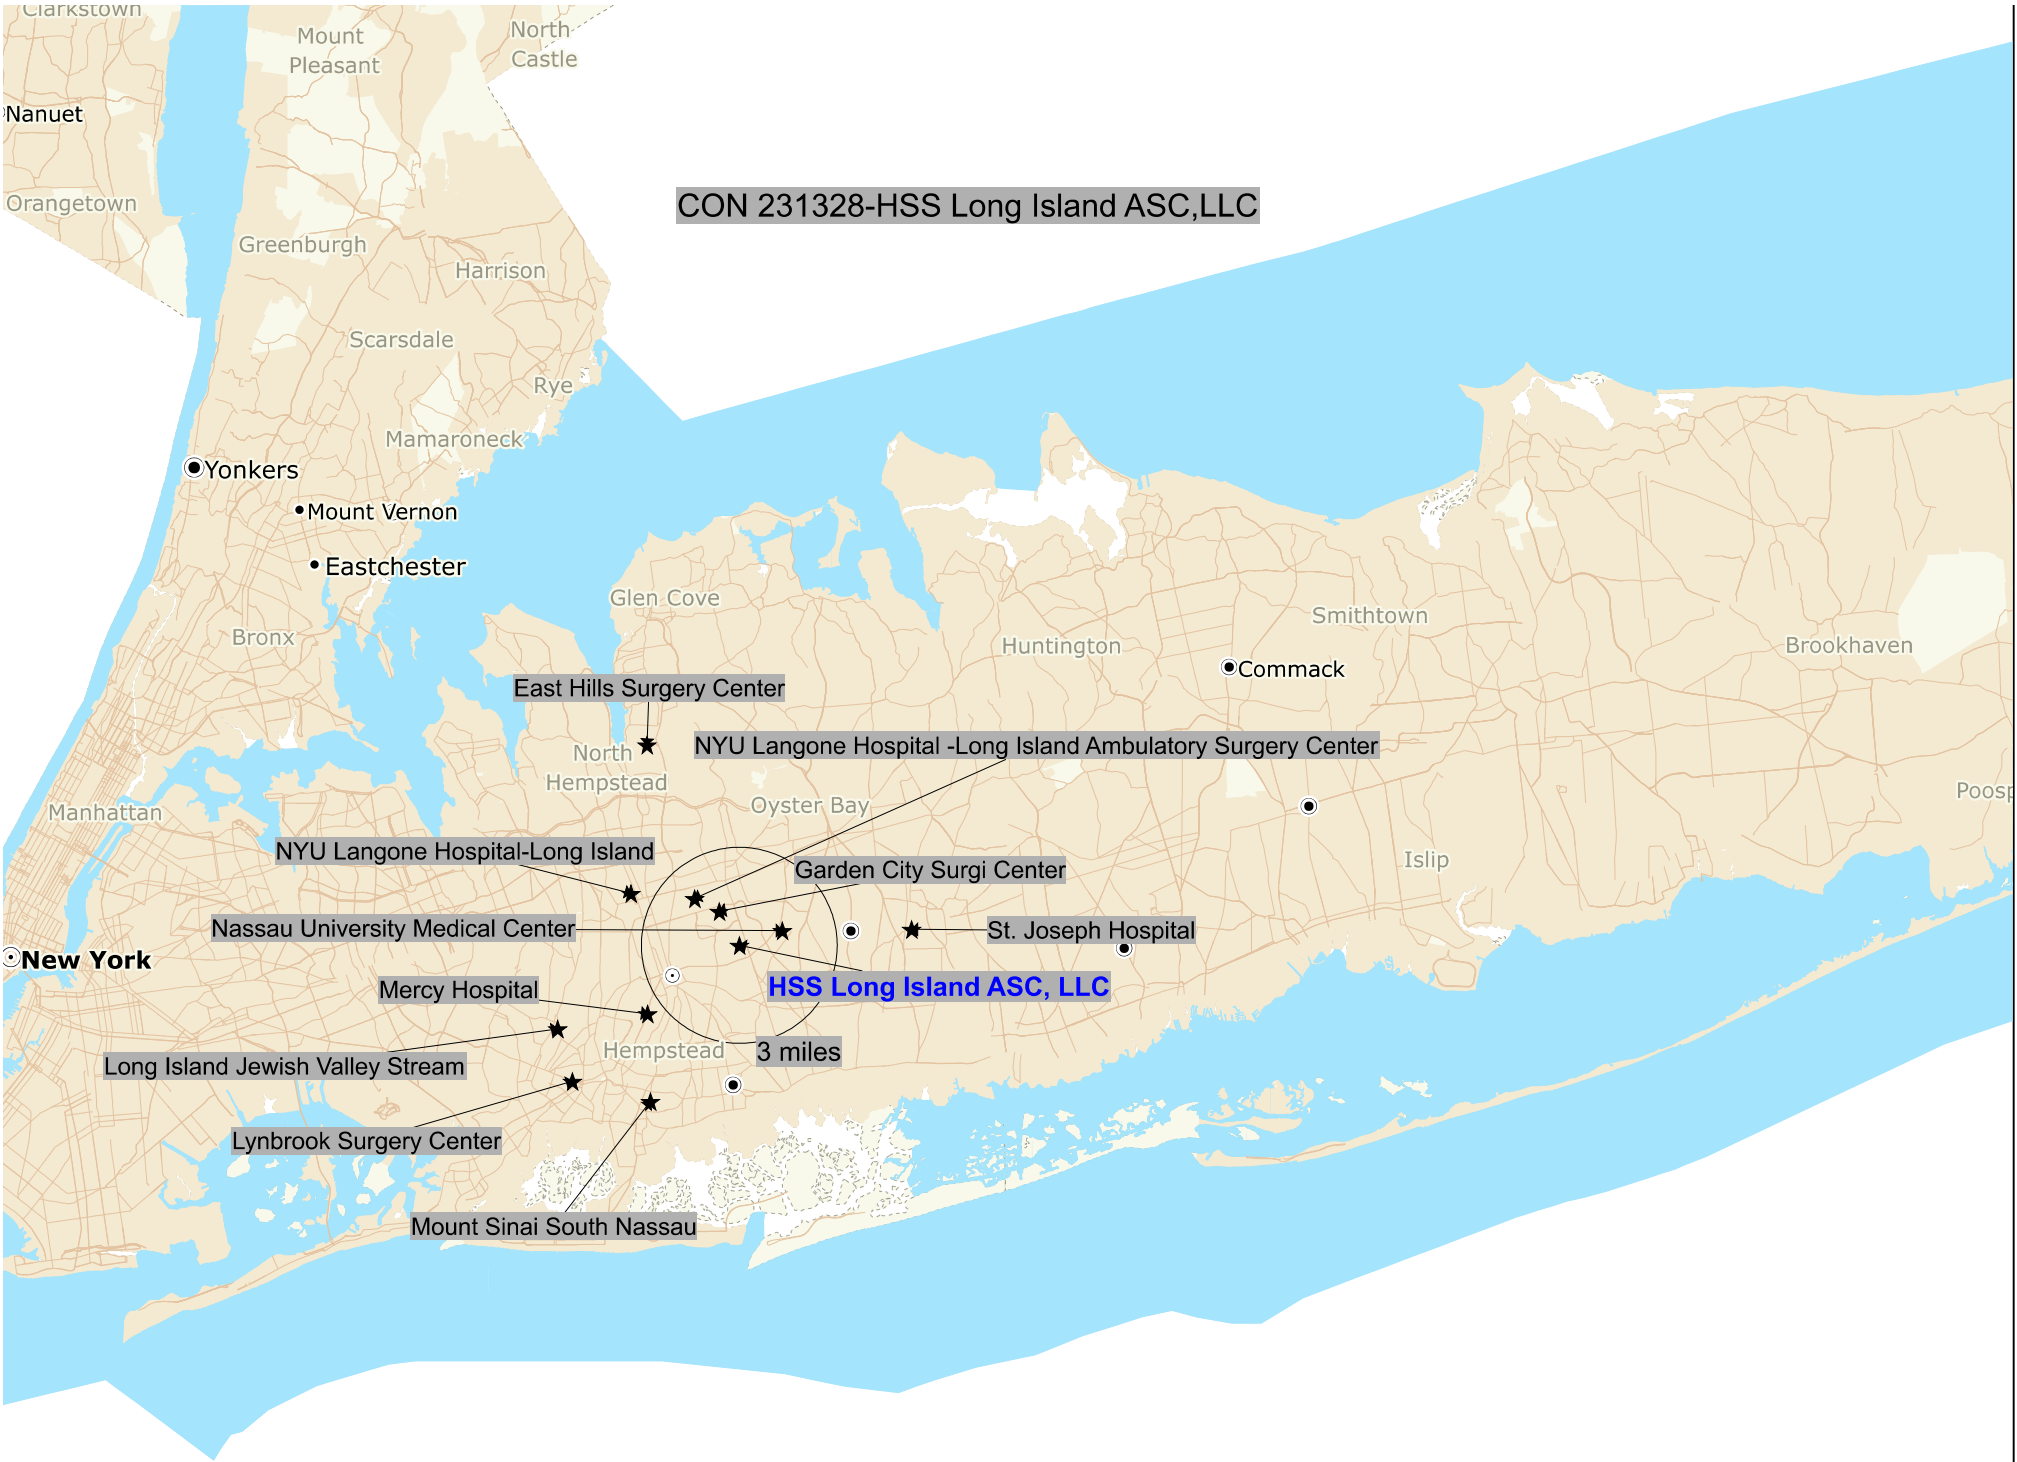 Clarkstown
Mount
Pleasant
North
Castle
Nanuet
Orangetown
CON 231328-HSS Long Island ASC,LLC
Greenburgh
Harrison
Scarsdale
Rye
Mamaroneck
Yonkers
Mount Vernon
Eastchester
Glen Cove
Bronx
Smithtown
Huntington
Brookhaven
Commack
East Hills Surgery Center
NYU Langone Hospital -Long Island Ambulatory Surgery Center
North
Hempstead
Manhattan
Oyster Bay
Poosp
NYU Langone Hospital-Long Island
Garden City Surgi Center
Islip
Nassau University Medical Center
St. Joseph Hospital
New York
HSS Long Island ASC, LLC
Mercy Hospital
Hempstead
3 miles
Long Island Jewish Valley Stream
Lynbrook Surgery Center
Mount Sinai South Nassau